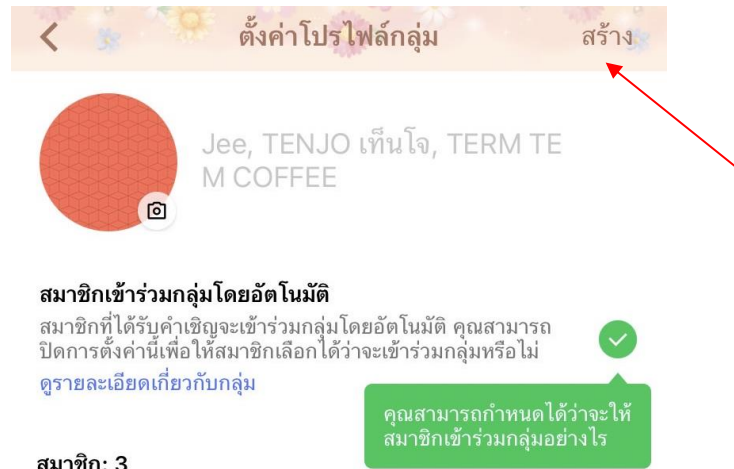 ตั้งค่าโปรไฟล์กลุ่ม
สร้าง
Jee, TENJO เท็นโจ, TERM TE
M COFFEE
สมาชิกเข้าร่วมกลุ่มโดยอัตโนมัติ
สมาชิกที่ได้รับคำเชิญจะเข้าร่วมกลุ่มโดยอัตโนมัติ คุณสามารถ
ปิดการตั้งค่านี้เพื่อให้สมาชิกเลือกได้ว่าจะเข้าร่วมกลุ่มหรือไม่
ดูรายละเอียดเกี่ยวกับกลุ่ม
คุณสามารถกำหนดได้ว่าจะให้
สมาชิกเข้าร่วมกลุ่มอย่างไร
สมาชิก: 3